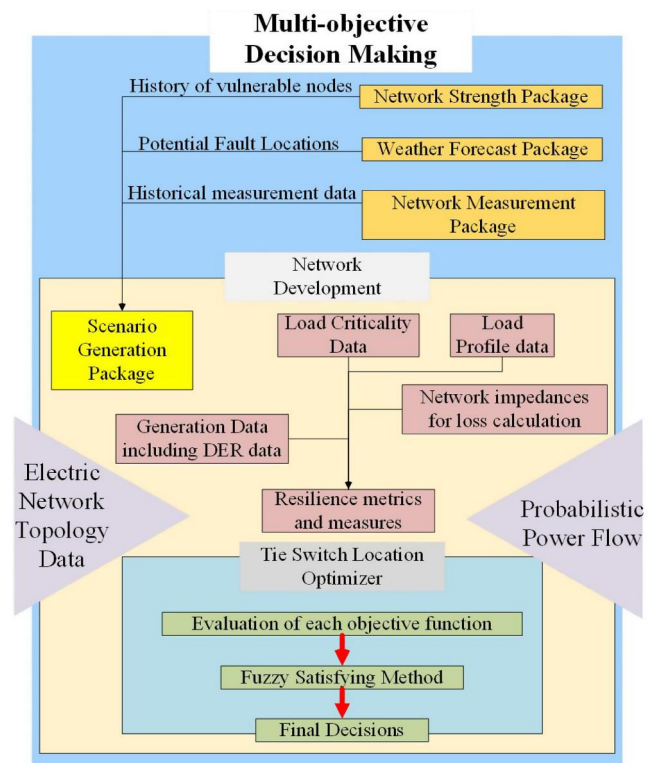 Multi-objective
Decision Making
History of vulnerable nodes
Network Strength Package
Potential Fault Locations
Weather Forecast Package
Historical measurement data
Network Measurement
Package
Network
Development
Scenario
Generation
Package
Load Criticality
Data
Load
Profile data
Network impedances
for loss calculation
Generation Data
including DER data
Electric
Network
Topology
Data
Resilience metrics
and measures
Probabilistic
Power Flow
Tie Switch Location
Optimizer
Evaluation of each objective function
Fuzzy Satisfying Method
Final Decisions